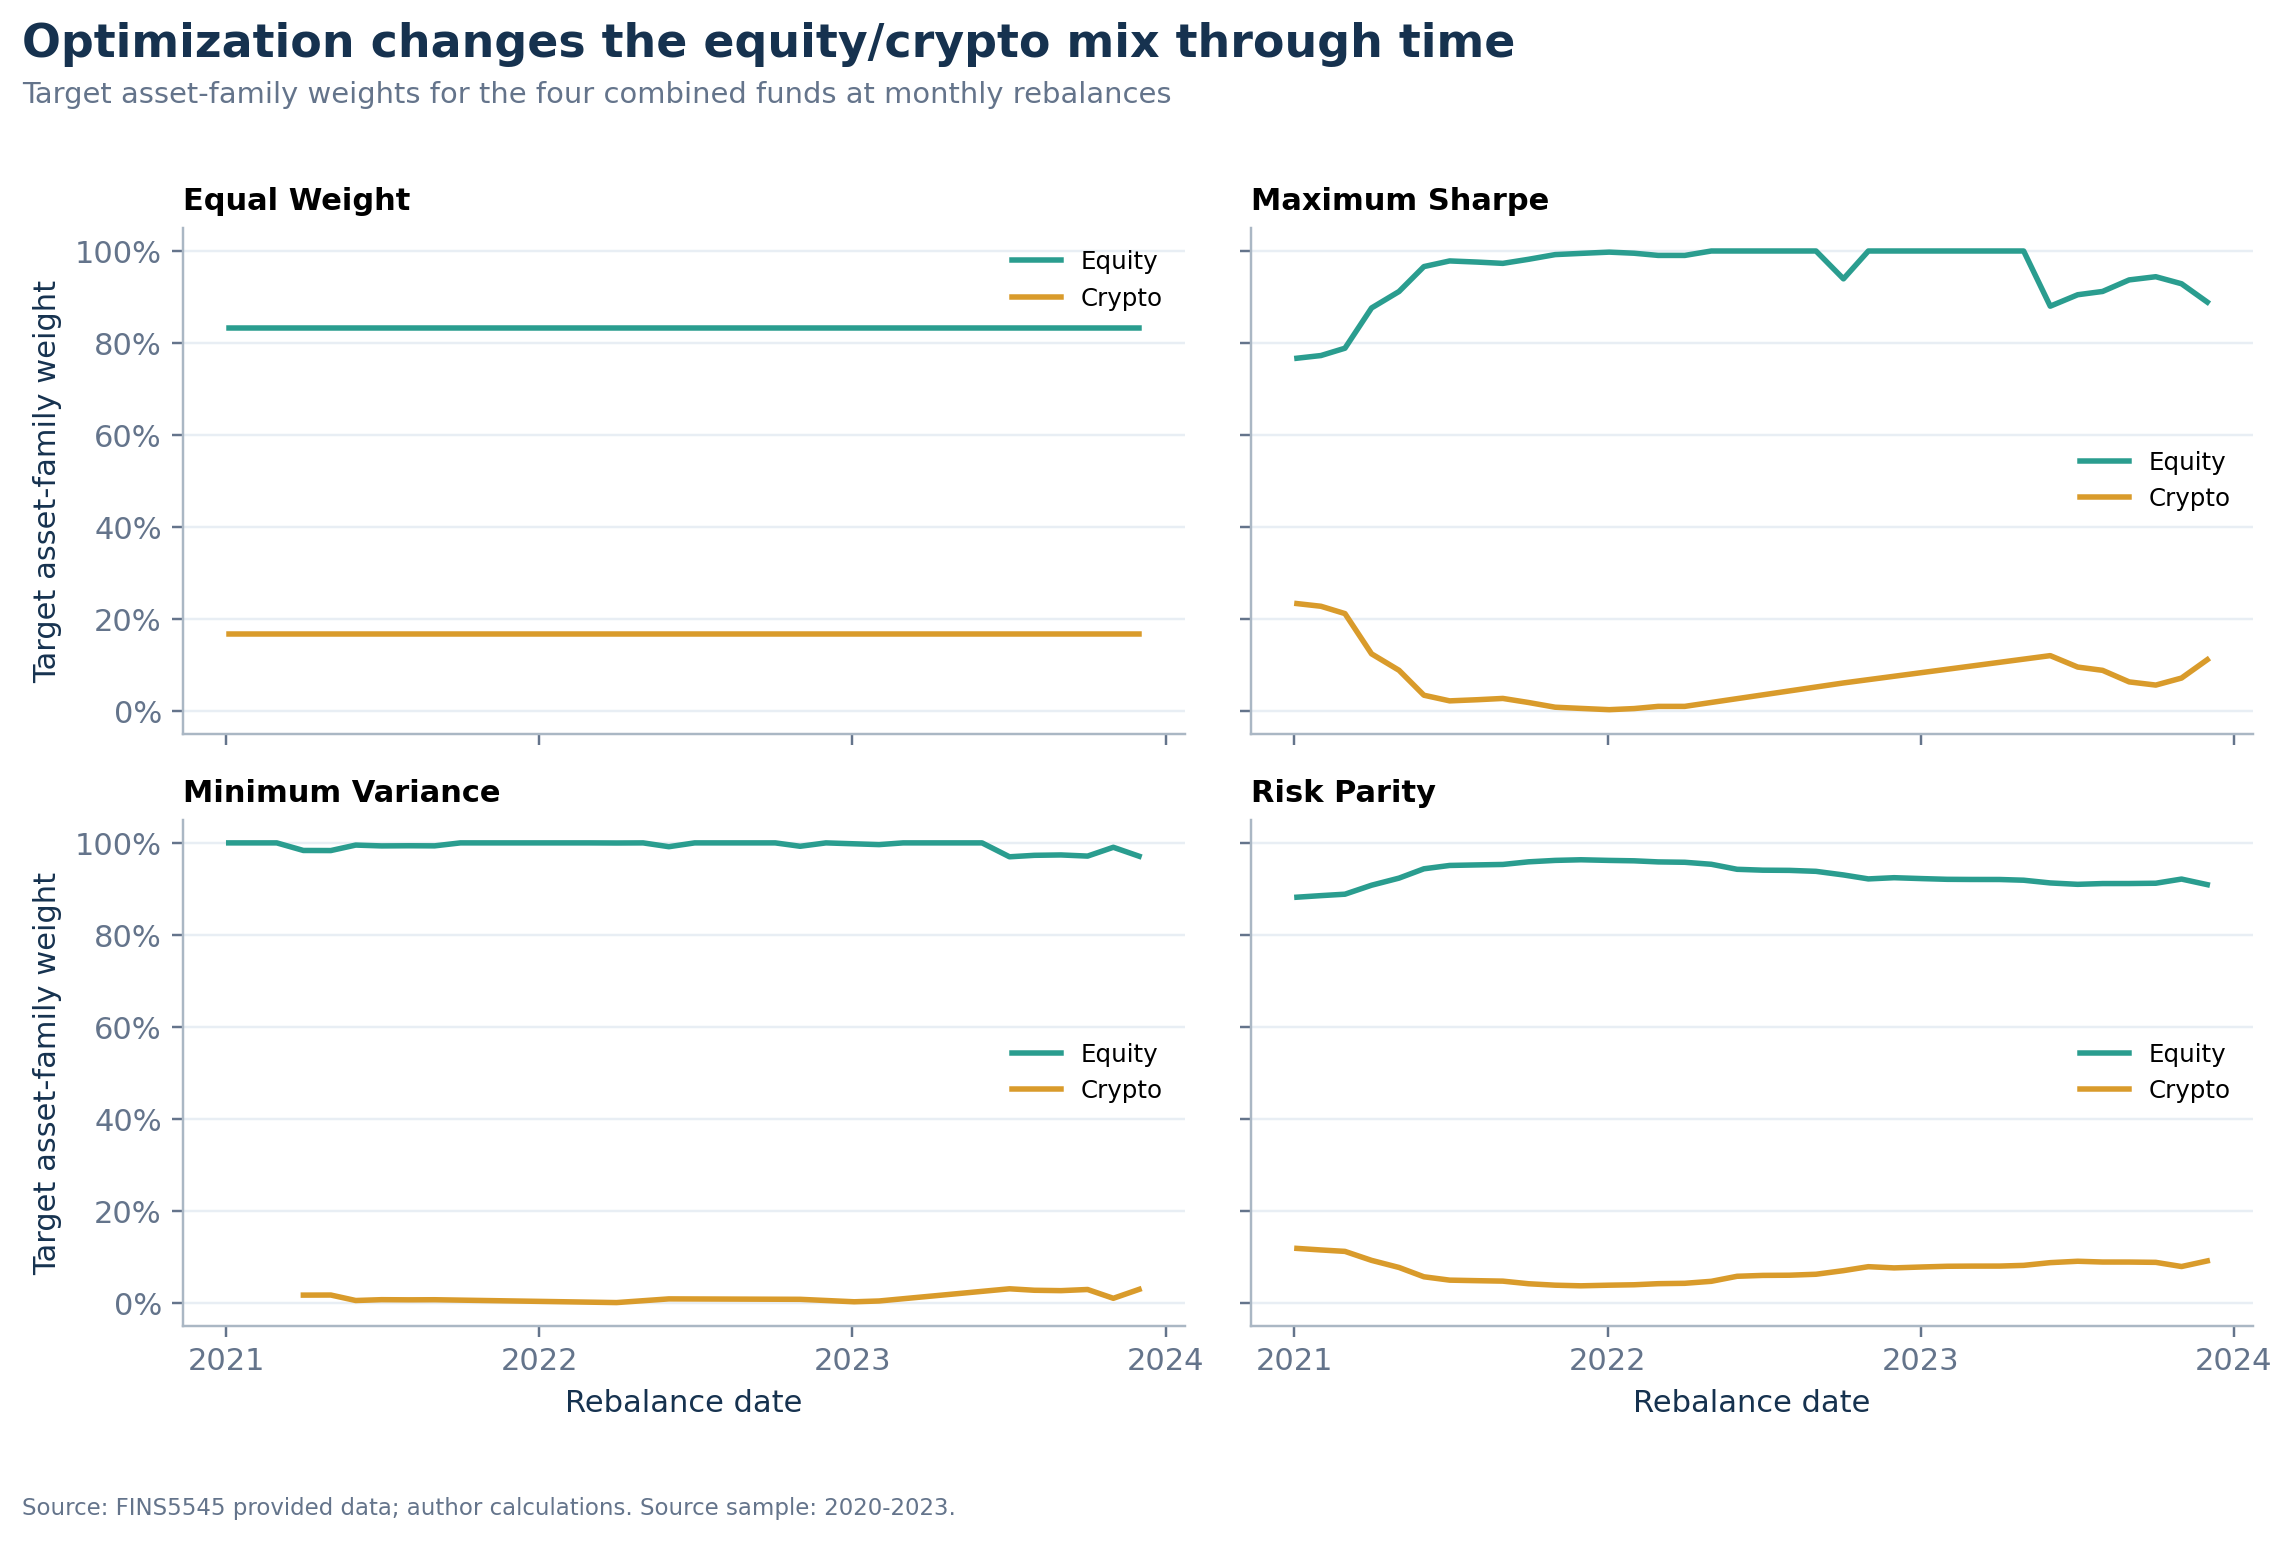 Optimization changes the equity/crypto mix through time
Target asset-family weights for the four combined funds at monthly rebalances
Equal Weight
Target asset-family weight
100%
80%
60%
40%
20%
0%
Equity
Crypto
Maximum Sharpe
Equity
Crypto
Minimum Variance
Target asset-family weight
100%
80%
60%
40%
20%
0%
Equity
Crypto
2021 2022 2023 2024
Rebalance date
Risk Parity
Equity
Crypto
2021 2022 2023 2024
Rebalance date
Source: FINS5545 provided data; author calculations. Source sample: 2020-2023.